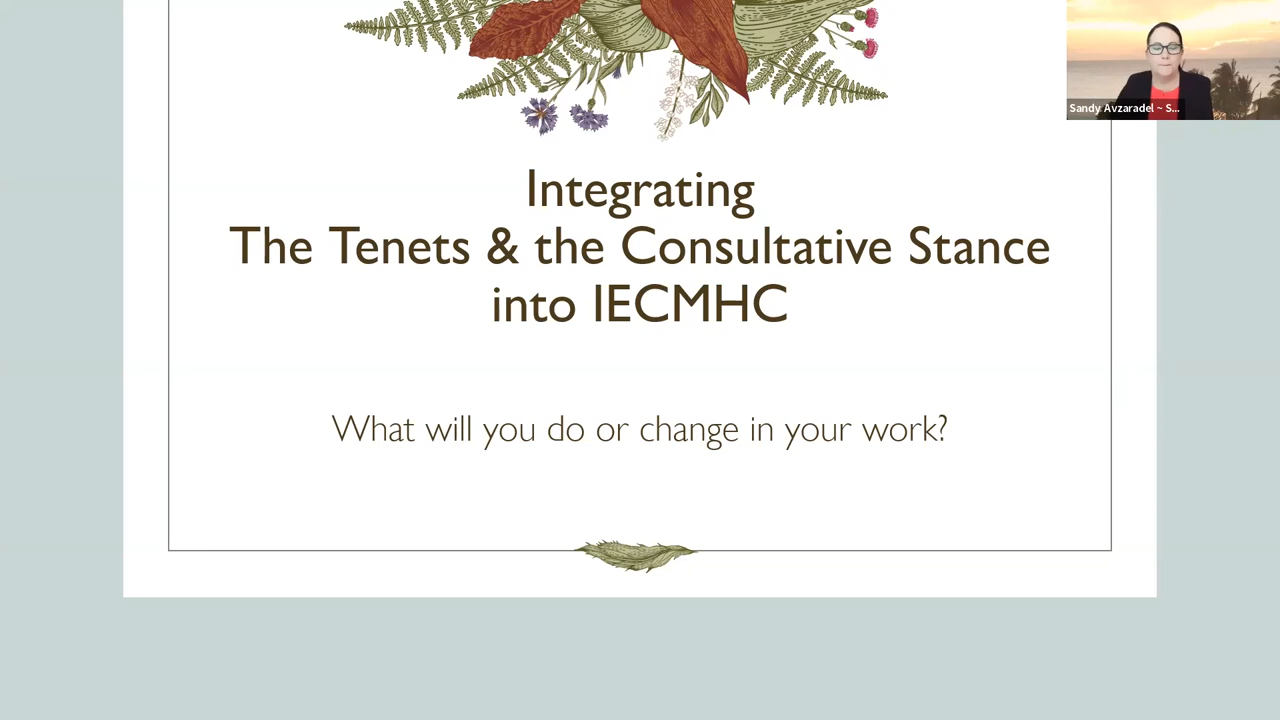 Sandy Avzaradel ~ S...
Integrating
The Tenets & the Consultative Stance
into IECMHC
What will you do or change in your work?